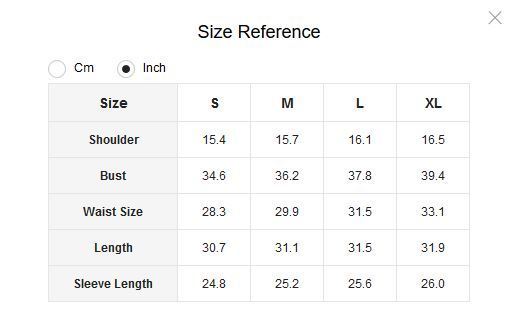 Size Reference
Cm Inch
Size S M L XL
Shoulder 15.4 15.7 16.1 16.5
Bust 34.6 36.2 37.8 39.4
Waist Size 28.3 29.9 31.5 33.1
Length 30.7 31.1 31.5 31.9
Sleeve Length 24.8 25.2 25.6 26.0